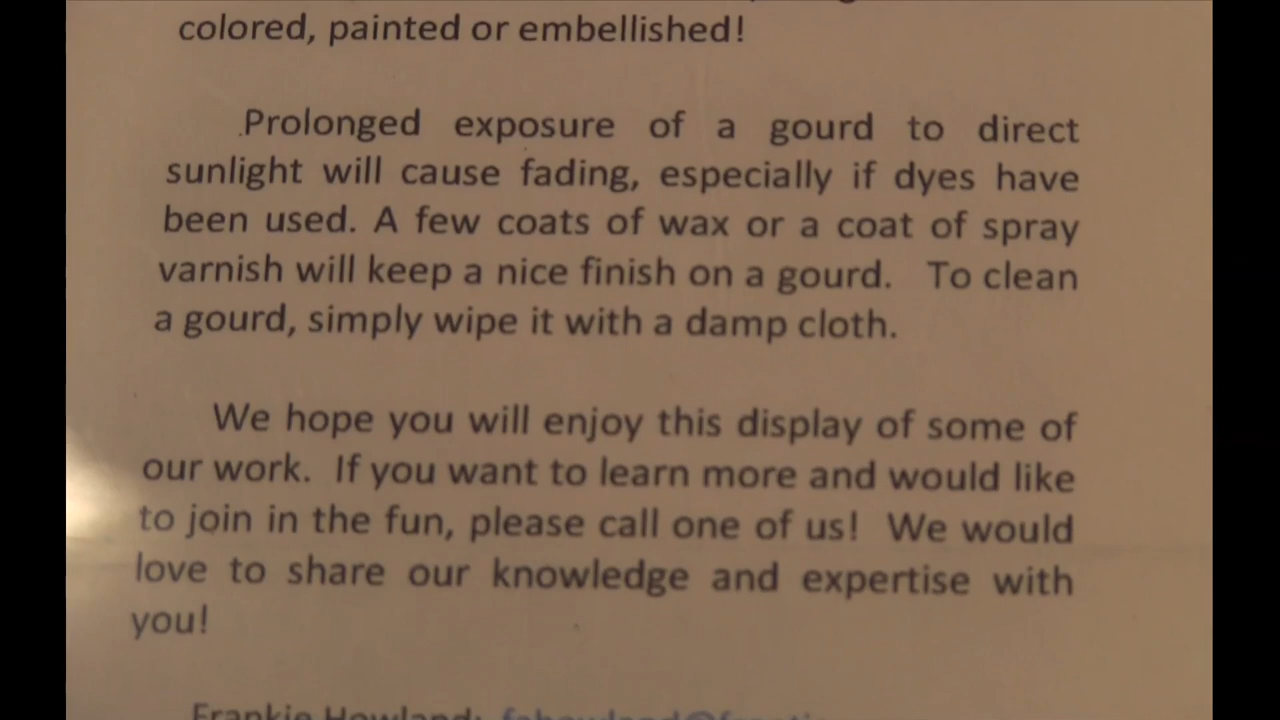 colored, painted or embellished!
Prolonged exposure of a gourd to direct
sunlight will cause fading, especially if dyes have
been used. A few coats of wax or a coat of spray
varnish will keep a nice finish on a gourd. To clean
a gourd, simply wipe it with a damp cloth.
We hope you will enjoy this display of some of
our work. If you want to learn more and would like
to join in the fun, please call one of us! We would
love to share our knowledge and expertise with
you!
Frankie Howland: